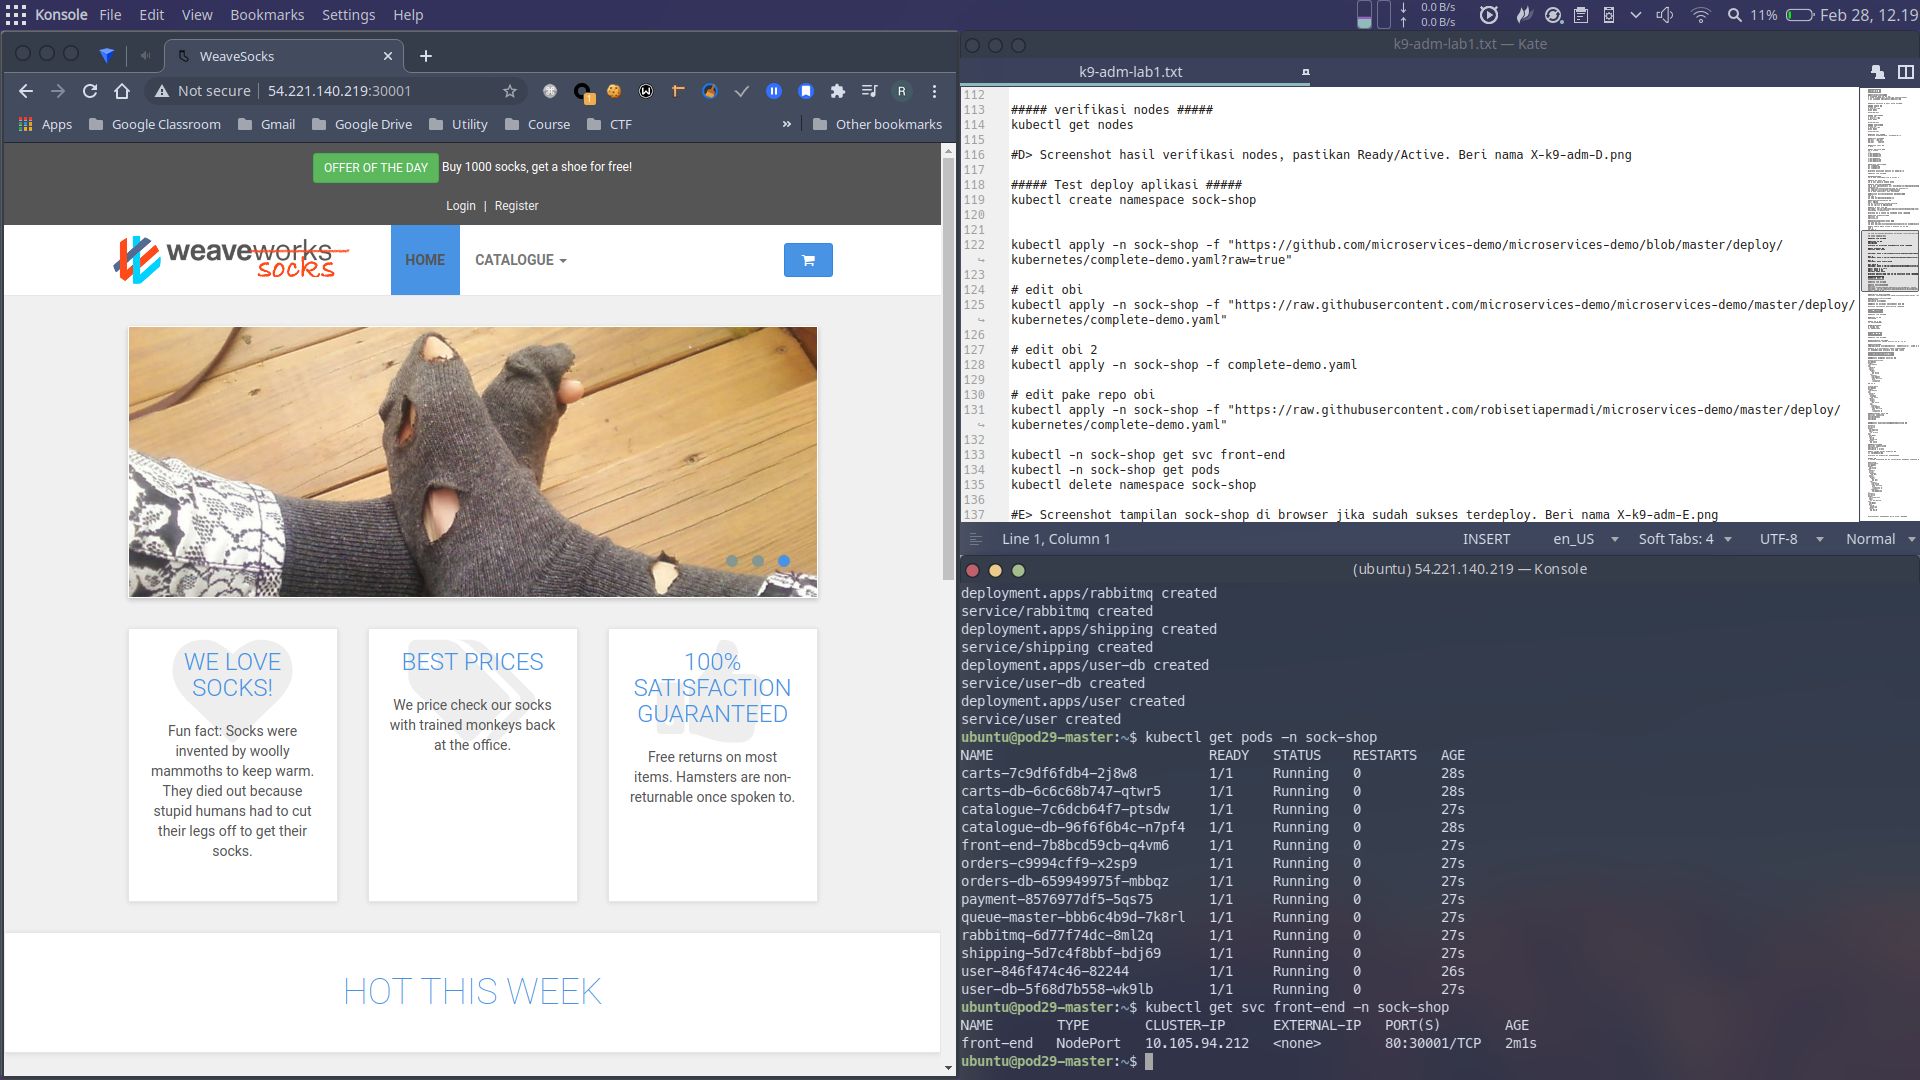 Konsole File Edit View Bookmarks Settings Help
0.0 B/s
0.0 B/s
11% Feb 28, 12.19
WeaveSocks
Not secure 54.221.140.219:30001
R
1
Apps Google Classroom Gmail Google Drive Utility Course CTF » Other bookmarks
OFFER OF THE DAY Buy 1000 socks, get a shoe for free!
Login | Register
weaveworks
socks
HOME CATALOGUE
WE LOVE
SOCKS!
Fun fact: Socks were
invented by woolly
mammoths to keep warm.
They died out because
stupid humans had to cut
their legs off to get their
socks.
BEST PRICES
We price check our socks
with trained monkeys back
at the office.
100%
SATISFACTION
GUARANTEED
Free returns on most
items. Hamsters are non-
returnable once spoken to.
HOT THIS WEEK
k9-adm-lab1.txt — Kate
k9-adm-lab1.txt
112
113 ##### verifikasi nodes #####
114 kubectl get nodes
115
116 #D> Screenshot hasil verifikasi nodes, pastikan Ready/Active. Beri nama X-k9-adm-D.png
117
118 ##### Test deploy aplikasi #####
119 kubectl create namespace sock-shop
120
121
122 kubectl apply -n sock-shop -f "https://github.com/microservices-demo/microservices-demo/blob/master/deploy/
kubernetes/complete-demo.yaml?raw=true"
123
124 # edit obi
125 kubectl apply -n sock-shop -f "https://raw.githubusercontent.com/microservices-demo/microservices-demo/master/deploy/
kubernetes/complete-demo.yaml"
126
127 # edit obi 2
128 kubectl apply -n sock-shop -f complete-demo.yaml
129
130 # edit pake repo obi
131 kubectl apply -n sock-shop -f "https://raw.githubusercontent.com/robisetiapermadi/microservices-demo/master/deploy/
kubernetes/complete-demo.yaml"
132
133 kubectl -n sock-shop get svc front-end
134 kubectl -n sock-shop get pods
135 kubectl delete namespace sock-shop
136
137 #E> Screenshot tampilan sock-shop di browser jika sudah sukses terdeploy. Beri nama X-k9-adm-E.png
Line 1, Column 1 INSERT en_US Soft Tabs: 4 UTF-8 Normal
(ubuntu) 54.221.140.219 — Konsole
deployment.apps/rabbitmq created
service/rabbitmq created
deployment.apps/shipping created
service/shipping created
deployment.apps/user-db created
service/user-db created
deployment.apps/user created
service/user created
ubuntu@pod29-master:~$ kubectl get pods -n sock-shop
NAME READY STATUS RESTARTS AGE
carts-7c9df6fdb4-2j8w8 1/1 Running 0 28s
carts-db-6c6c68b747-qtwr5 1/1 Running 0 28s
catalogue-7c6dcb64f7-ptsdw 1/1 Running 0 27s
catalogue-db-96f6f6b4c-n7pf4 1/1 Running 0 28s
front-end-7b8bcd59cb-q4vm6 1/1 Running 0 27s
orders-c9994cff9-x2sp9 1/1 Running 0 27s
orders-db-659949975f-mbbqz 1/1 Running 0 27s
payment-8576977df5-5qs75 1/1 Running 0 27s
queue-master-bbb6c4b9d-7k8rl 1/1 Running 0 27s
rabbitmq-6d77f74dc-8ml2q 1/1 Running 0 27s
shipping-5d7c4f8bbf-bdj69 1/1 Running 0 27s
user-846f474c46-82244 1/1 Running 0 26s
user-db-5f68d7b558-wk9lb 1/1 Running 0 27s
ubuntu@pod29-master:~$ kubectl get svc front-end -n sock-shop
NAME TYPE CLUSTER-IP EXTERNAL-IP PORT(S) AGE
front-end NodePort 10.105.94.212 <none> 80:30001/TCP 2m1s
ubuntu@pod29-master:~$